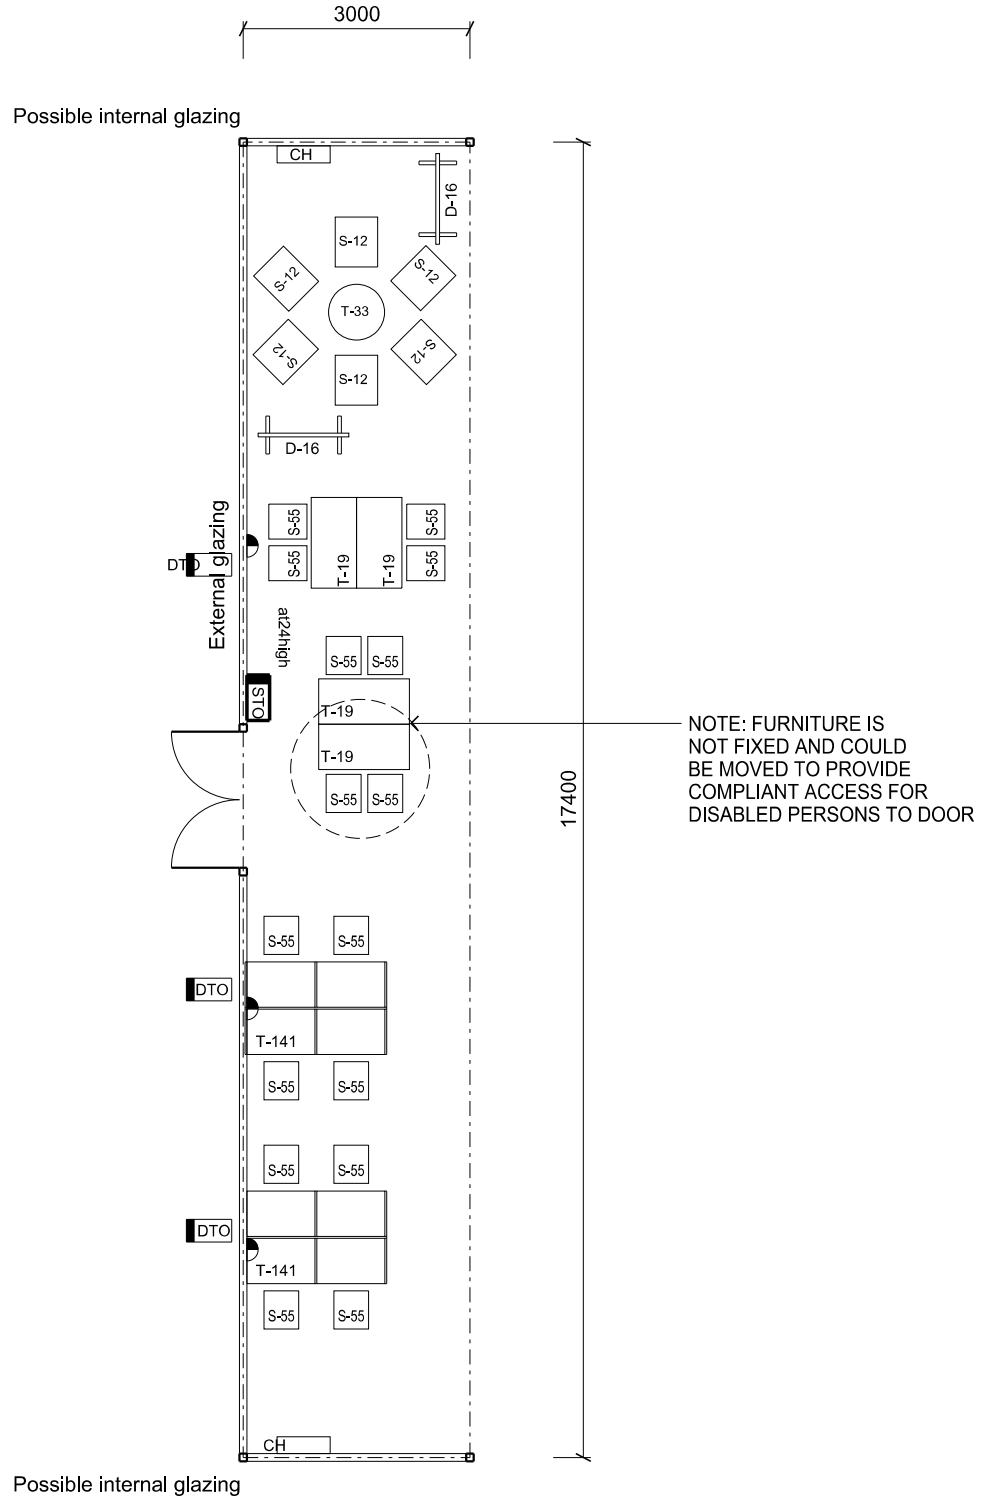 3000
Possible internal glazing
CH
D-16
S-12
S-12
S-12
T-33
S-12
S-12
S-12
D-16
External glazing
DTO
S-55
S-55
S-55
S-55
T-19
T-19
at24high
S-55
S-55
STO
T-19
T-19
S-55
S-55
NOTE: FURNITURE IS
NOT FIXED AND COULD
BE MOVED TO PROVIDE
COMPLIANT ACCESS FOR
DISABLED PERSONS TO DOOR
17400
S-55
S-55
DTO
T-141
S-55
S-55
S-55
S-55
DTO
T-141
S-55
S-55
CH
Possible internal glazing